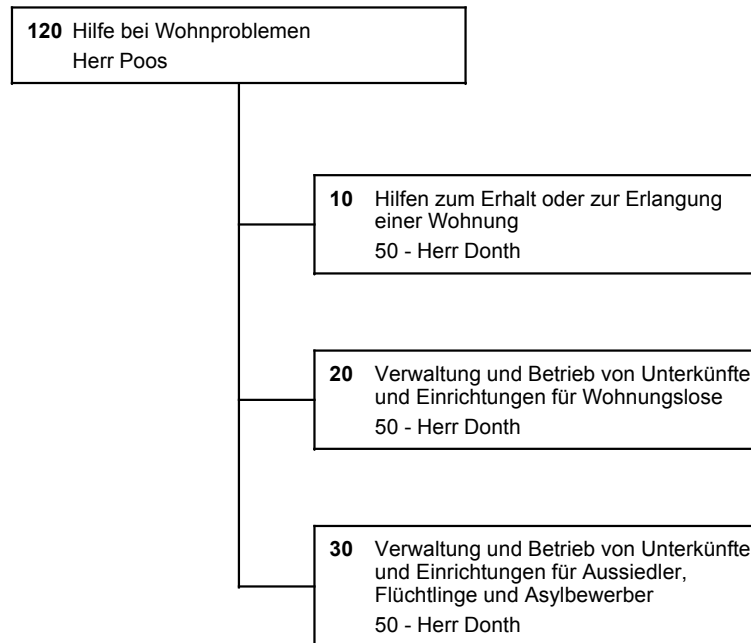 120 Hilfe bei Wohnproblemen
Herr Poos
10 Hilfen zum Erhalt oder zur Erlangung
einer Wohnung
50 - Herr Donth
20 Verwaltung und Betrieb von Unterkünfte
und Einrichtungen für Wohnungslose
50 - Herr Donth
30 Verwaltung und Betrieb von Unterkünfte
und Einrichtungen für Aussiedler,
Flüchtlinge und Asylbewerber
50 - Herr Donth